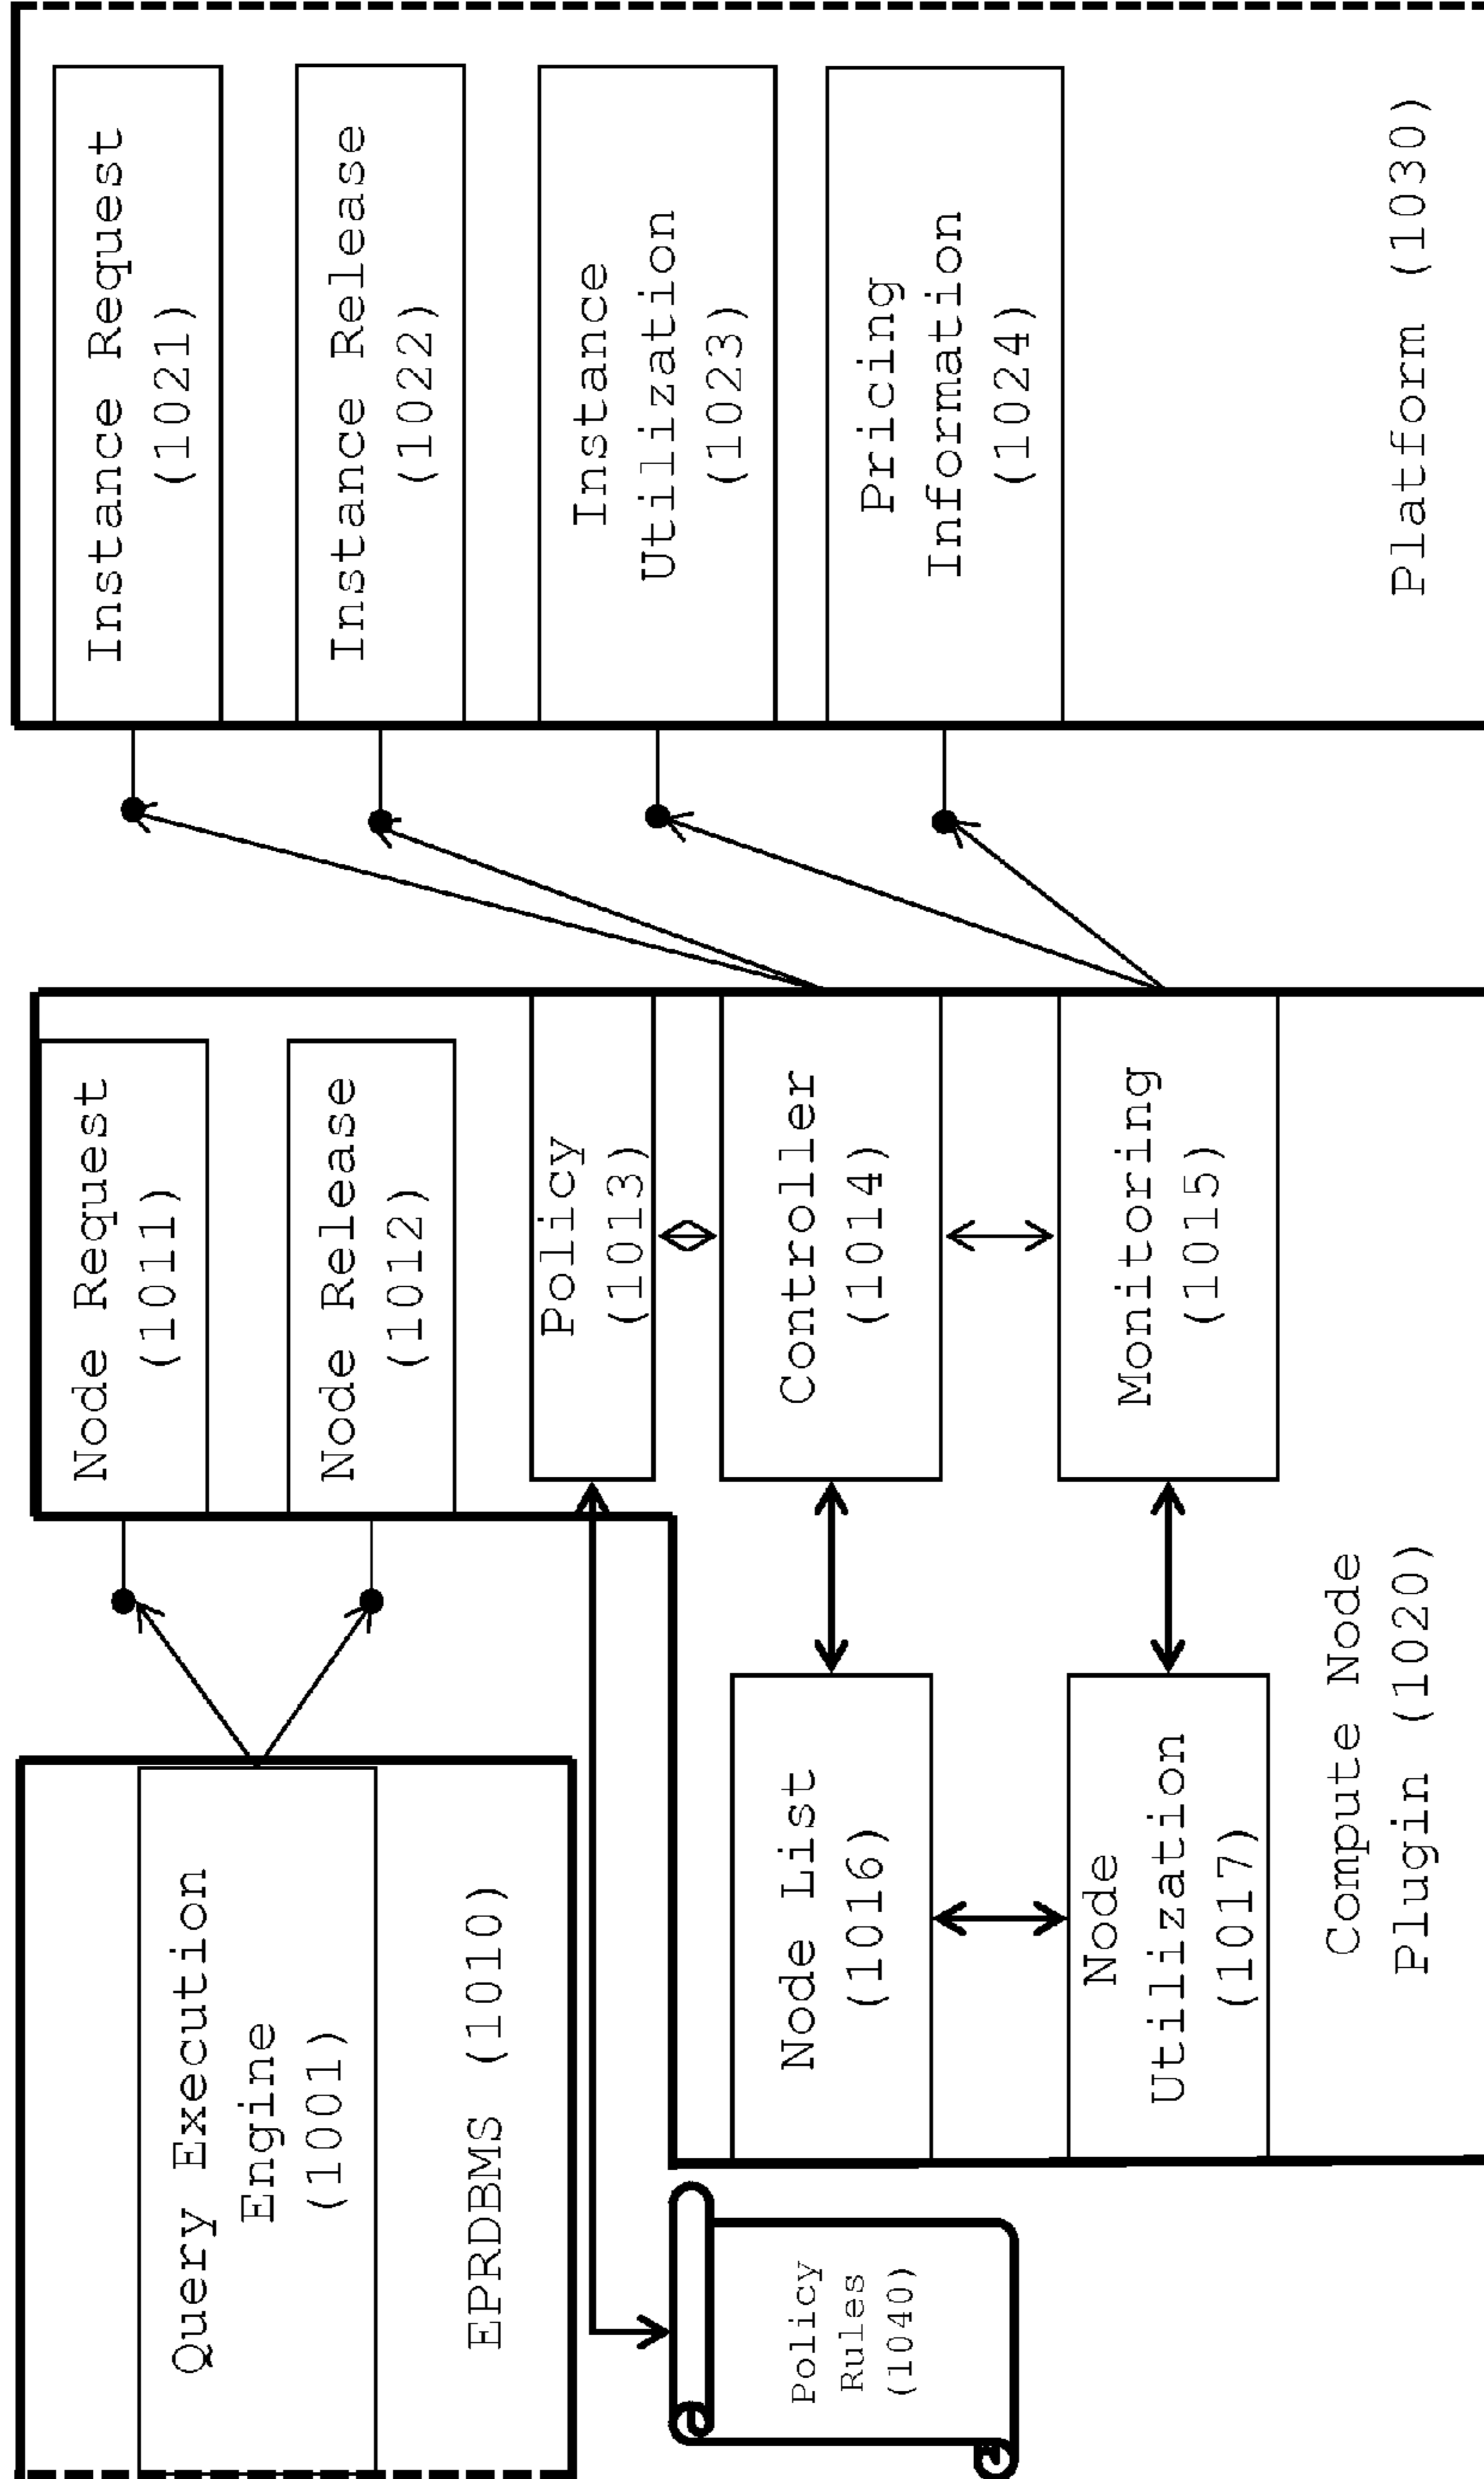 Query Execution
Engine
(1001)
EPRDBMS (1010)
Policy
Rules
(1040)
Node Request
(1011)
Node Release
(1012)
Policy
(1013)
Controller
(1014)
Monitoring
(1015)
Node List
(1016)
Node
Utilization
(1017)
Compute Node
Plugin (1020)
Instance Request
(1021)
Instance Release
(1022)
Instance
Utilization
(1023)
Pricing
Information
(1024)
Platform (1030)